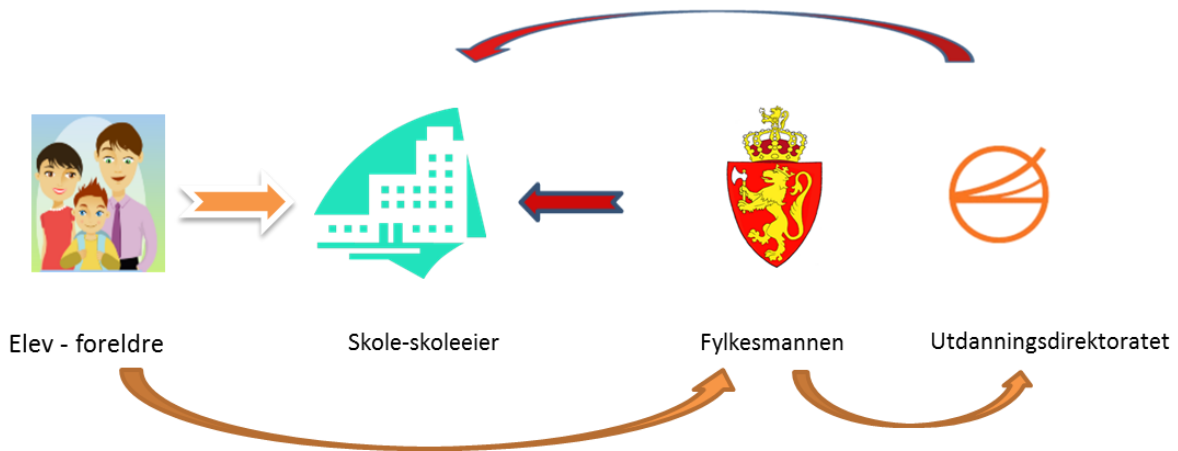 Elev - foreldre
Skole-skoleeier
Fylkesmannen
Utdanningsdirektoratet